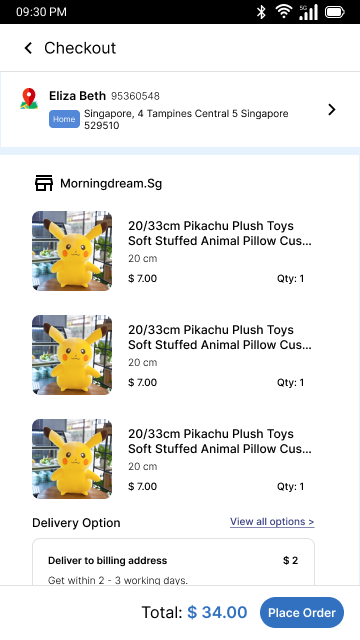 09:30 PM
5G
Checkout
Eliza Beth 95360548
Home
Singapore, 4 Tampines Central 5 Singapore
529510
Morningdream.Sg
20/33cm Pikachu Plush Toys
Soft Stuffed Animal Pillow Cus...
20 cm
$ 7.00 Qty: 1
20/33cm Pikachu Plush Toys
Soft Stuffed Animal Pillow Cus...
20 cm
$ 7.00 Qty: 1
20/33cm Pikachu Plush Toys
Soft Stuffed Animal Pillow Cus...
20 cm
$ 7.00 Qty: 1
Delivery Option View all options >
Deliver to billing address $ 2
Get within 2 - 3 working days.
Total: $ 34.00 Place Order